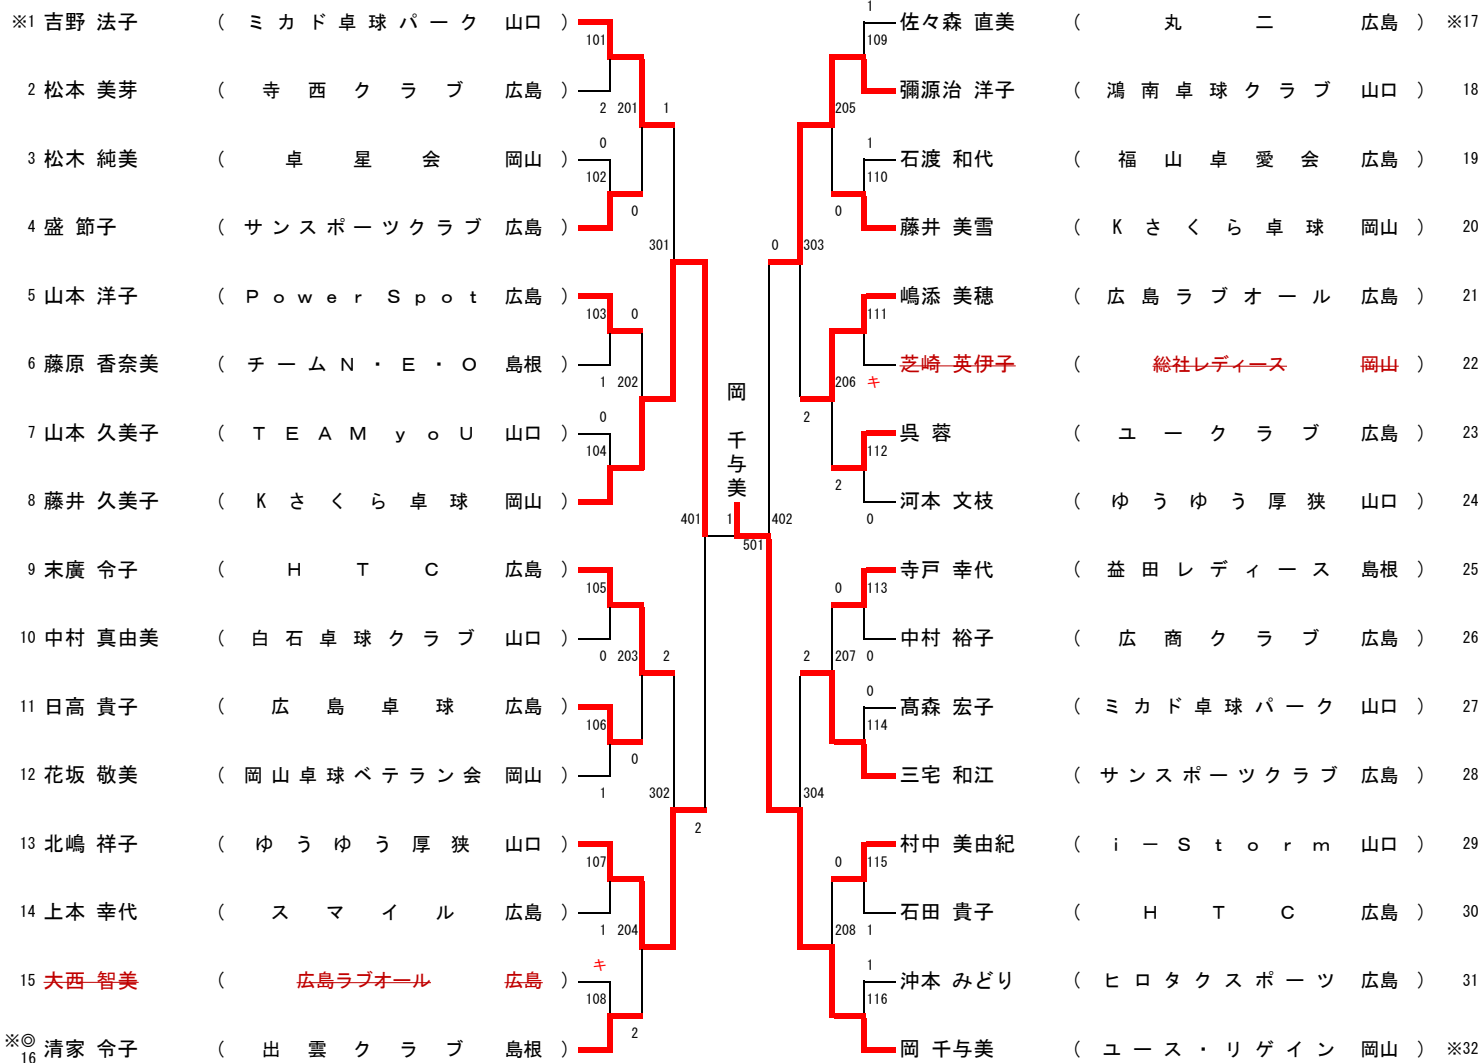 ※1 吉野 法子 ( ミカド卓球パーク 山口 ) 101
2 松本 美芽 ( 寺西クラブ 広島 ) 2 201 1
3 松木 純美 ( 卓星会 岡山 ) 0 102
4 盛 節子 ( サンスポーツクラブ 広島 ) 0 301
5 山本 洋子 ( Power Spot 広島 ) 103 0
6 藤原 香奈美 ( チームN・E・O 島根 ) 1 202
7 山本 久美子 ( TEAM yoU 山口 ) 0 104
8 藤井 久美子 ( Kさくら卓球 岡山 ) 401
9 末廣 令子 ( HTC 広島 ) 105
10 中村 真由美 ( 白石卓球クラブ 山口 ) 0 203 2
11 日高 貴子 ( 広島卓球 広島 ) 106 0
12 花坂 敬美 ( 岡山卓球ベテラン会 岡山 ) 1 302 2
13 北嶋 祥子 ( ゆうゆう厚狭 山口 ) 107
14 上本 幸代 ( スマイル 広島 ) 1 204
15 大西 智美 ( 広島ラブオール 広島 ) キ 108
※◎16 清家 令子 ( 出雲クラブ 島根 ) 2
岡 千与美
1 501
1 109 佐々森 直美 ( 丸二 広島 ) ※17
205 彌源治 洋子 ( 鴻南卓球クラブ 山口 ) 18
1 110 石渡 和代 ( 福山卓愛会 広島 ) 19
0 303 0 藤井 美雪 ( Kさくら卓球 岡山 ) 20
111 嶋添 美穂 ( 広島ラブオール 広島 ) 21
206 キ 芝崎 英伊子 ( 総社レディース 岡山 ) 22
2 112 呉 蓉 ( ユークラブ 広島 ) 23
402 2 0 河本 文枝 ( ゆうゆう厚狭 山口 ) 24
0 113 寺戸 幸代 ( 益田レディース 島根 ) 25
2 207 0 中村 裕子 ( 広商クラブ 広島 ) 26
0 114 髙森 宏子 ( ミカド卓球パーク 山口 ) 27
304 三宅 和江 ( サンスポーツクラブ 広島 ) 28
0 115 村中 美由紀 ( i－Storm 山口 ) 29
208 1 石田 貴子 ( HTC 広島 ) 30
1 116 沖本 みどり ( ヒロタクスポーツ 広島 ) 31
岡 千与美 ( ユース・リゲイン 岡山 ) ※32